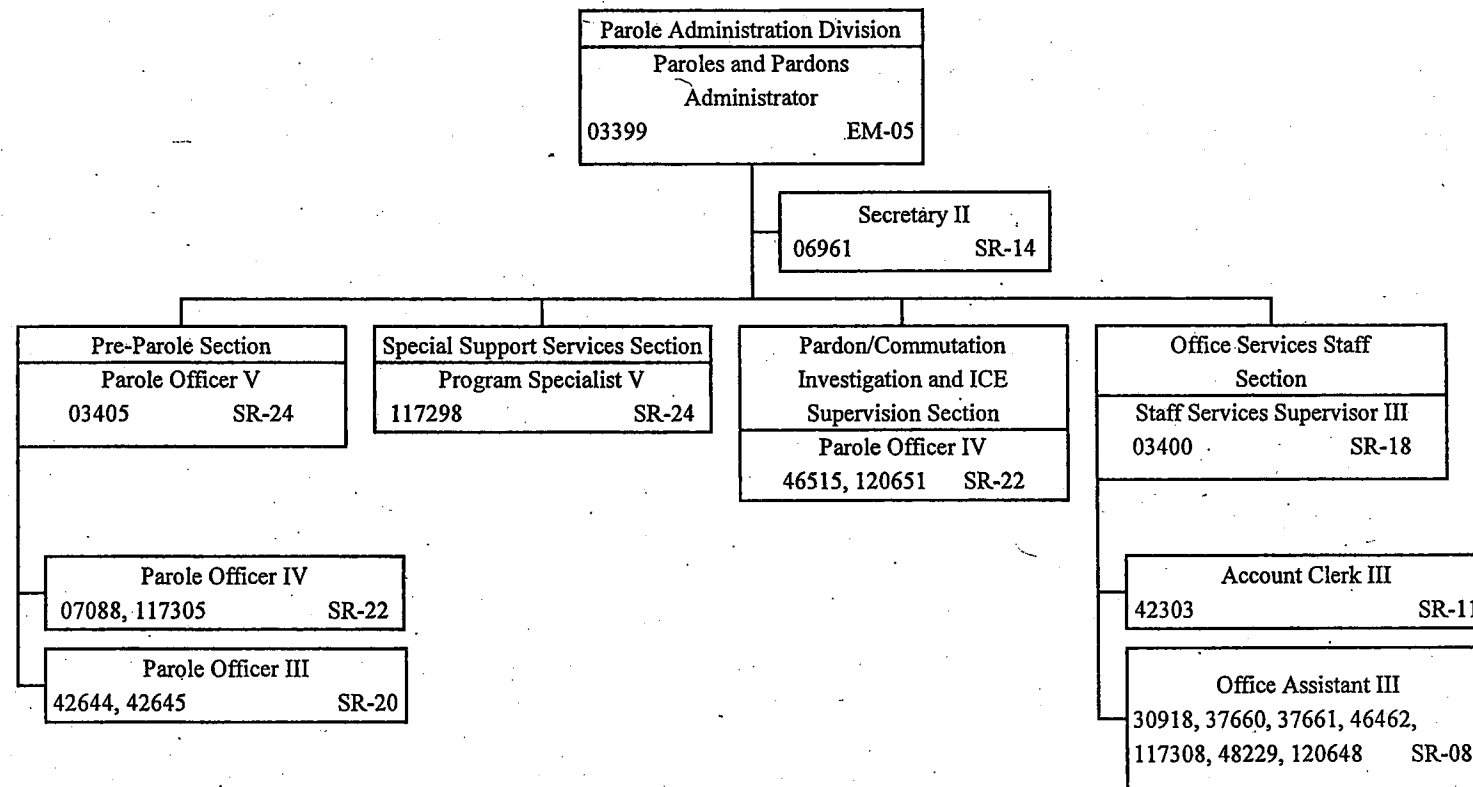 Parole Administration Division
Paroles and Pardons
Administrator
03399 EM-05
Secretary II
06961 SR-14
Pre-Parole Section
Parole Officer V
03405 SR-24
Special Support Services Section
Program Specialist V
117298 SR-24
Pardon/Commutation
Investigation and ICE
Supervision Section
Parole Officer IV
46515, 120651 SR-22
Office Services Staff
Section
Staff Services Supervisor III
03400 SR-18
Parole Officer IV
07088, 117305 SR-22
Parole Officer III
42644, 42645 SR-20
Account Clerk III
42303 SR-11
Office Assistant III
30918, 37660, 37661, 46462,
117308, 48229, 120648 SR-08